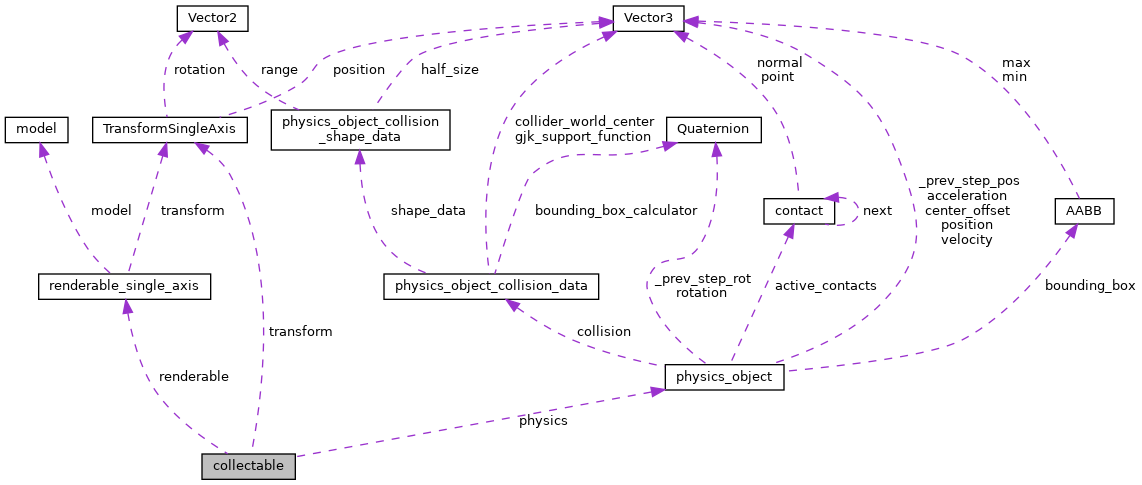 Vector2
Vector3
rotation
range
position
half_size
normal
point
max
min
model
TransformSingleAxis
physics_object_collision
_shape_data
collider_world_center
gjk_support_function
Quaternion
_prev_step_pos
acceleration
center_offset
position
velocity
model
transform
shape_data
bounding_box_calculator
contact
next
AABB
renderable_single_axis
physics_object_collision_data
_prev_step_rot
rotation
active_contacts
bounding_box
transform
collision
renderable
physics_object
physics
collectable